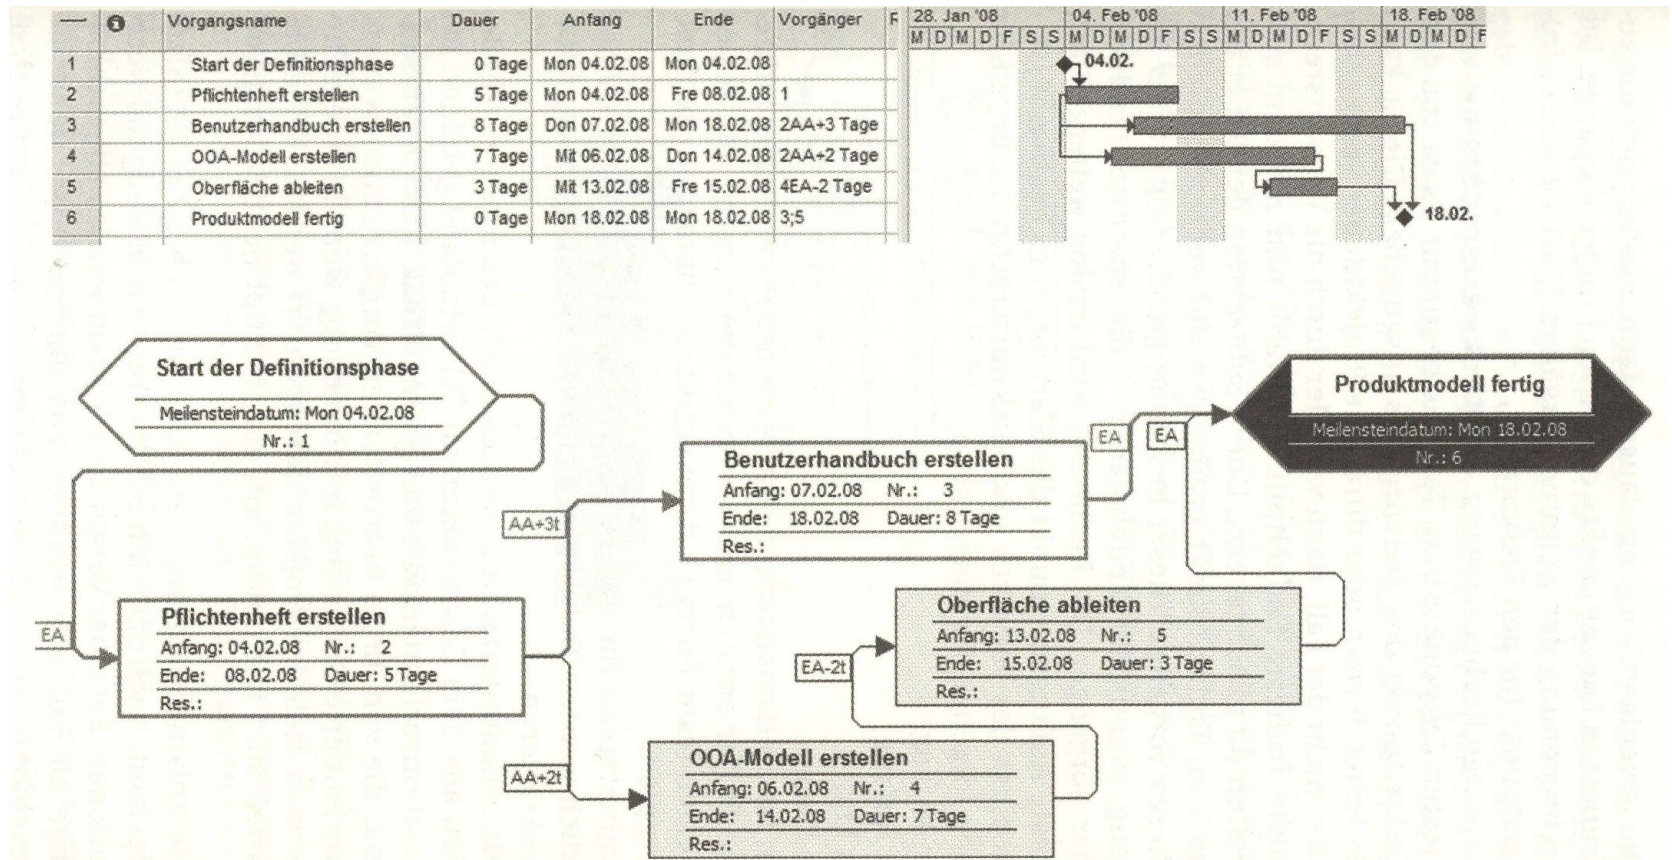 Vorgangsname Dauer Anfang Ende Vorgänger F 28. Jan '08 04. Feb '08 11. Feb '08 18. Feb '08
M D M D F S S M D M D F S S M D M D F S S M D M D F
1 Start der Definitionsphase 0 Tage Mon 04.02.08 Mon 04.02.08 04.02.
2 Pflichtenheft erstellen 5 Tage Mon 04.02.08 Fre 08.02.08 1
3 Benutzerhandbuch erstellen 8 Tage Don 07.02.08 Mon 18.02.08 2AA+3 Tage
4 OOA-Modell erstellen 7 Tage Mit 06.02.08 Don 14.02.08 2AA+2 Tage
5 Oberfläche ableiten 3 Tage Mit 13.02.08 Fre 15.02.08 4EA-2 Tage
6 Produktmodell fertig 0 Tage Mon 18.02.08 Mon 18.02.08 3;5 18.02.
Start der Definitionsphase
Meilensteindatum: Mon 04.02.08
Nr.: 1
Produktmodell fertig
Meilensteindatum: Mon 18.02.08
Nr.: 6
EA EA
Benutzerhandbuch erstellen
Anfang: 07.02.08 Nr.: 3
Ende: 18.02.08 Dauer: 8 Tage
Res.:
AA+3t
EA
Pflichtenheft erstellen
Anfang: 04.02.08 Nr.: 2
Ende: 08.02.08 Dauer: 5 Tage
Res.:
Oberfläche ableiten
Anfang: 13.02.08 Nr.: 5
Ende: 15.02.08 Dauer: 3 Tage
Res.:
EA-2t
AA+2t
OOA-Modell erstellen
Anfang: 06.02.08 Nr.: 4
Ende: 14.02.08 Dauer: 7 Tage
Res.: